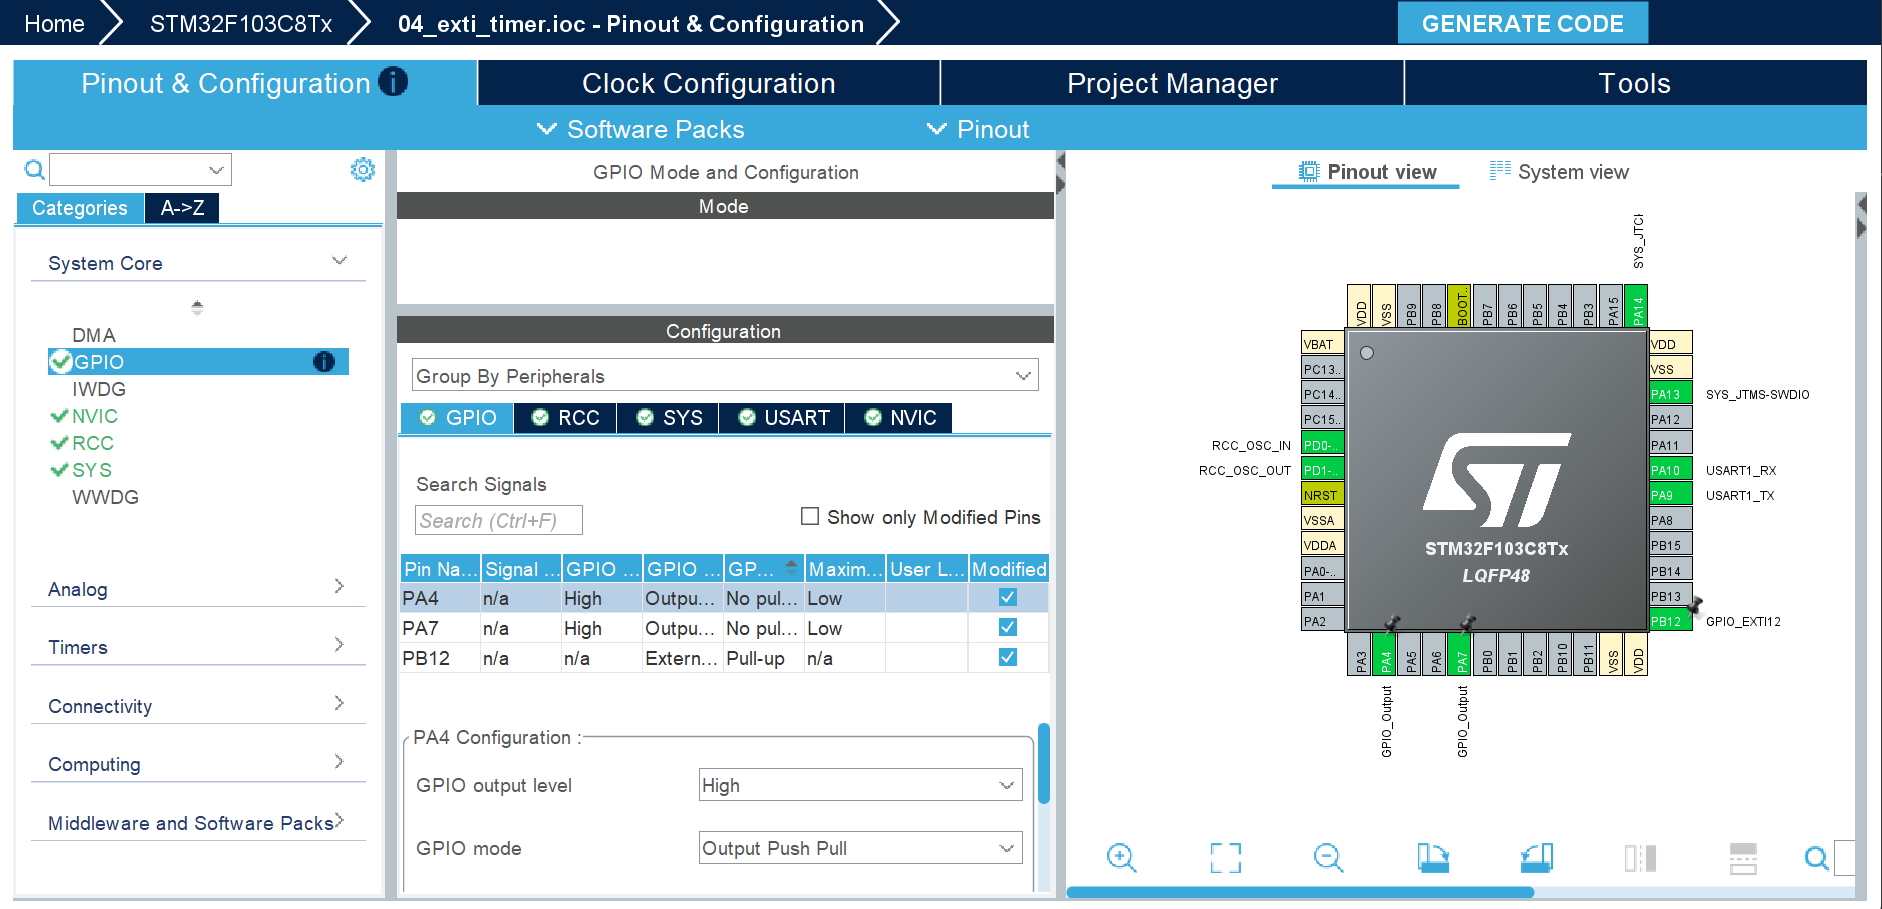 Home
STM32F103C8Tx
04_exti_timer.ioc - Pinout & Configuration
GENERATE CODE
Pinout & Configuration
Clock Configuration
Project Manager
Tools
Software Packs
Pinout
Categories
A->Z
System Core
DMA
GPIO
IWDG
NVIC
RCC
SYS
WWDG
Analog
Timers
Connectivity
Computing
Middleware and Software Packs
GPIO Mode and Configuration
Mode
Configuration
Group By Peripherals
GPIO
RCC
SYS
USART
NVIC
Search Signals
Search (Ctrl+F)
Show only Modified Pins
Pin Na... Signal ... GPIO ... GPIO ... GP... Maxim... User L... Modified
PA4 n/a High Outpu... No pul... Low
PA7 n/a High Outpu... No pul... Low
PB12 n/a n/a Extern... Pull-up n/a
PA4 Configuration :
GPIO output level
High
GPIO mode
Output Push Pull
Pinout view
System view
VDD
VSS
PB9
PB8
BOOT..
PB7
PB6
PB5
PB4
PB3
PA15
PA14
VBAT
PC13..
PC14..
PC15..
RCC_OSC_IN
PD0-..
RCC_OSC_OUT
PD1-..
NRST
VSSA
VDDA
PA0-..
PA1
PA2
STM32F103C8Tx
LQFP48
VDD
VSS
PA13
SYS_JTMS-SWDIO
PA12
PA11
PA10
USART1_RX
PA9
USART1_TX
PA8
PB15
PB14
PB13
PB12
GPIO_EXTI12
PA3
PA4
PA5
PA6
PA7
PB0
PB1
PB2
PB10
PB11
VSS
VDD
GPIO_Output
GPIO_Output